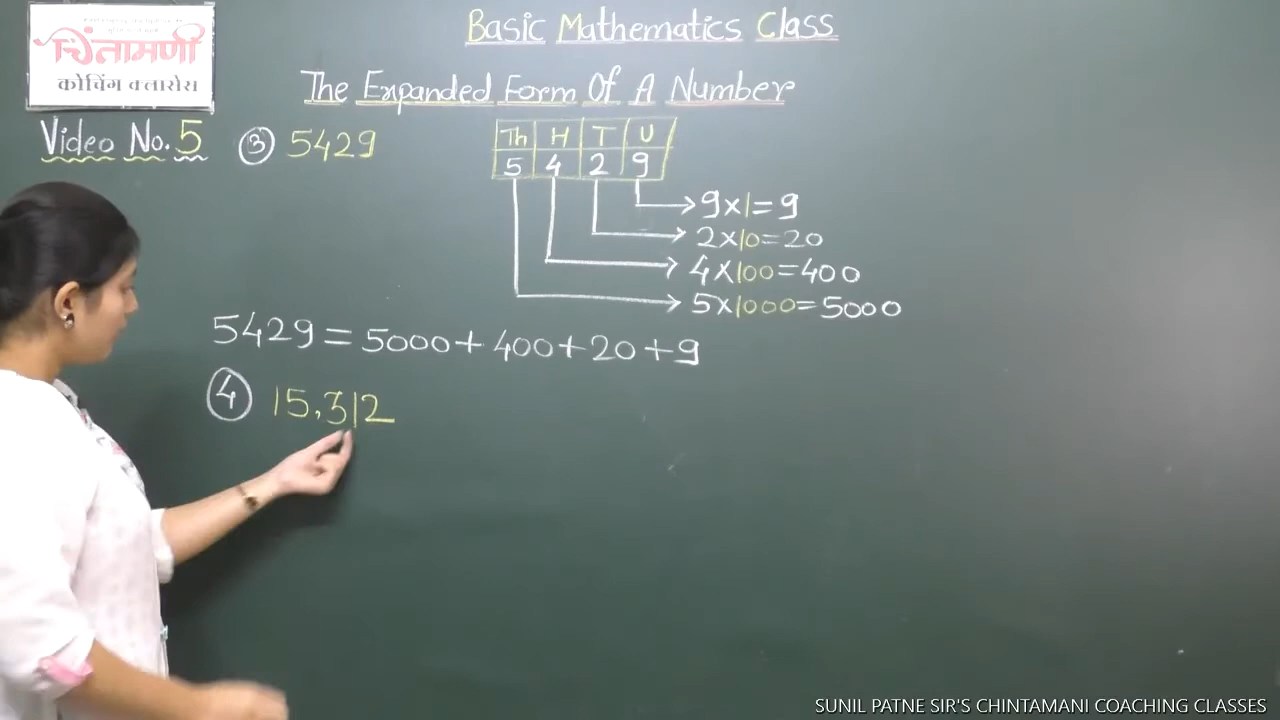 चिंतामणी
कोचिंग क्लासेस
Basic Mathematics Class
The Expanded Form Of A Number
Video No. 5
③ 5429
Th H T U
5 4 2 9
9×1=9
2×10=20
4×100=400
5×1000=5000
5429=5000+400+20+9
④ 15,312
SUNIL PATNE SIR'S CHINTAMANI COACHING CLASSES